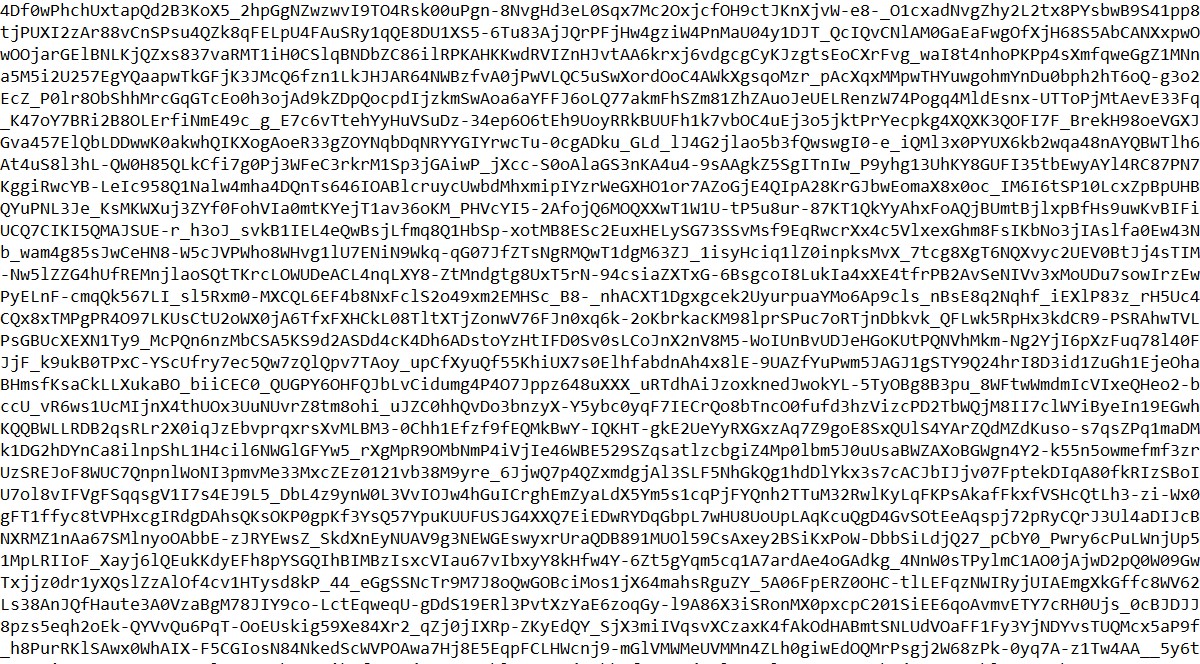 4Df0wPhchUxtapQd2B3KoX5_2hpGgNZwzwvI9TO4Rsk00uPgn-8NvgHd3eL0Sqx7Mc2OxjcfOH9ctJKnXjvW-e8-_O1cxadNvgZhy2L2tx8PYsbwB9S41pp8
tjPUXI2zAr88vCnSPsu4QZk8qFELpU4FAuSRy1qQE8DU1XS5-6Tu83AjJQrPFjHw4gziW4PnMaU04y1DJT_QcIQvCNlAM0GaEaFwgOfXjH68S5AbCANXxpwO
wOOjarGElBNLKjQZxs837vaRMT1iH0CSlqBNDbZC86ilRPKAHKKwdRVIZnHJvtAA6krxj6vdgcgCyKJzgtsEoCXrFvg_waI8t4nhoPKPp4sXmfqweGgZ1MNn
a5M5i2U257EgYQaapwTkGFjK3JMcQ6fzn1LkJHJAR64NWBzfvA0jPwVLQC5uSwXordOoC4AWkXgsqoMzr_pAcXqxMMpwTHYuwgohmYnDu0bph2hT6oQ-g3o2
EcZ_P0lr8ObShhMrcGqGTcEo0h3ojAd9kZDpQocpdIjzkmSwAoa6aYFFJ6oLQ77akmFhSZm81ZhZAuoJeUELRenzW74Pogq4MldEsnx-UTToPjMtAevE33Fq
_K47oY7BRi2B8OLErfiNmE49c_g_E7c6vTtehYyHuVSuDz-34ep6O6tEh9UoyRRkBUUFh1k7vbOC4uEj3o5jktPrYecpkg4XQXK3QOFI7F_BrekH98oeVGXJ
Gva457ElQbLDDwwK0akwhQIKXogAoeR33gZOYNqbDqNRYYGIYrwcTu-0cgADku_GLd_lJ4G2jlao5b3fQwswgI0-e_iQMl3x0PYUX6kb2wqa48nAYQBWTlh6
At4uS8l3hL-QW0H85QLkCfi7g0Pj3WFeC3rkrM1Sp3jGAiwP_jXcc-S0oAlaGS3nKA4u4-9sAAgkZ5SgITnIw_P9yhg13UhKY8GUFI35tbEwyAYl4RC87PN7
KggiRwcYB-LeIc958Q1Nalw4mha4DQnTs646IOABlcruycUwbdMhxmipIYzrWeGXHO1or7AZoGjE4QIpA28KrGJbwEomaX8x0oc_IM6I6tSP10LcxZpBpUHB
QYuPNL3Je_KsMKWXuj3ZYf0FohVIa0mtKYejT1av36oKM_PHVcYI5-2AfojQ6MOQXXwT1W1U-tP5u8ur-87KT1QkYyAhxFoAQjBUmtBjlxpBfHs9uwKvBIFi
UCQ7CIKI5QMAJSUE-r_h3oJ_svkB1IEL4eQwBsjLfmq8Q1HbSp-xotMB8ESc2EuxHELySG73SSvMsf9EqRwcrXx4c5VlxexGhm8FsIKbNo3jIAslfa0Ew43N
b_wam4g85sJwCeHN8-W5cJVPWho8WHvg1lU7ENiN9Wkq-qG07JfZTsNgRMQwT1dgM63ZJ_1isyHciq1lZ0inpksMvX_7tcg8XgT6NQXvyc2UEV0BtJj4sTIM
-Nw5lZZG4hUfREMnjlaoSQtTKrcLOWUDeACL4nqLXY8-ZtMndgtg8UxT5rN-94csiaZXTxG-6BsgcoI8LukIa4xXE4tfrPB2AvSeNIVv3xMoUDu7sowIrzEw
PyELnF-cmqQk567LI_sl5Rxm0-MXCQL6EF4b8NxFclS2o49xm2EMHSc_B8-_nhACXT1Dgxgcek2UyurpuaYMo6Ap9cls_nBsE8q2Nqhf_iEXlP83z_rH5Uc4
CQx8xTMPgPR4O97LKUsCtU2oWX0jA6TfxFXHCkL08TltXTjZonwV76FJn0xq6k-2oKbrkacKM98lprSPuc7oRTjnDbkvk_QFLwk5RpHx3kdCR9-PSRAhwTVL
PsGBUcXEXN1Ty9_McPQn6nzMbCSA5KS9d2ASDd4cK4Dh6ADstoYzHtIFD0Sv0sLCoJnX2nV8M5-WoIUnBvUDJeHGoKUtPQNVhMkm-Ng2YjI6pXzFuq78l40F
JjF_k9ukB0TPxC-YScUfry7ec5Qw7zQlQpv7TAoy_upCfXyuQf55KhiUX7s0ElhfabdnAh4x8lE-9UAZfYuPwm5JAGJ1gSTY9Q24hrI8D3id1ZuGh1EjeOha
BHmsfKsaCkLLXukaBO_biiCEC0_QUGPY6OHFQJbLvCidumg4P4O7Jppz648uXXX_uRTdhAiJzoxknedJwokYL-5TyOBg8B3pu_8WFtwWmdmIcVIxeQHeo2-b
ccU_vR6ws1UcMIjnX4thUOx3UuNUvrZ8tm8ohi_uJZC0hhQvDo3bnzyX-Y5ybc0yqF7IECrQo8bTncO0fufd3hzVizcPD2TbWQjM8II7clWYiByeIn19EGwh
KQQBWLLRDB2qsRLr2X0iqJzEbvprqxrsXvMLBM3-0Chh1Efzf9fEQMkBwY-IQKHT-gkE2UeYyRXGxzAq7Z9goE8SxQUlS4YArZQdMZdKuso-s7qsZPq1maDM
k1DG2hDYnCa8ilnpShL1H4cil6NWGlGFYw5_rXgMpR9OMbNmP4iVjIe46WBE529SZqsatlzcbgiZ4Mp0lbm5J0uUsaBWZAXoBGWgn4Y2-k55n5owmefmf3zr
UzSREJoF8WUC7QnpnlWoNI3pmvMe33MxcZEz0121vb38M9yre_6JjwQ7p4QZxmdgjAl3SLF5NhGkQg1hdDlYkx3s7cACJbIJjv07FptekDIqA80fkRIzSBoI
U7ol8vIFVgFSqqsgV1I7s4EJ9L5_DbL4z9ynW0L3VvIOJw4hGuICrghEmZyaLdX5Ym5s1cqPjFYQnh2TTuM32RwlKyLqFKPsAkafFkxfVSHcQtLh3-zi-Wx0
gFT1ffyc8tVPHxcgIRdgDAhsQKsOKP0gpKf3YsQ57YpuKUUFUSJG4XXQ7EiEDwRYDqGbpL7wHU8UoUpLAqKcuQgD4GvSOtEeAqspj72pRyCQrJ3Ul4aDIJcB
NXRMZ1nAa67SMlnyoOAbbE-zJRYEwsZ_SkdXnEyNUAV9g3NEWGEswyxrUraQDB891MUOl59CsAxey2BSiKxPoW-DbbSiLdjQ27_pCbY0_Pwry6cPuLWnjUp5
1MpLRIIoF_Xayj6lQEukKdyEFh8pYSGQIhBIMBzIsxcVIau67vIbxyY8kHfw4Y-6Zt5gYqm5cq1A7ardAe4oGAdkg_4NnW0sTPylmC1AO0jAjwD2pQ0W09Gw
Txjjz0dr1yXQslZzAlOf4cv1HTysd8kP_44_eGgSSNcTr9M7J8oQwGOBciMos1jX64mahsRguZY_5A06FpERZ0OHC-tlLEFqzNWIRyjUIAEmgXkGffc8WV62
Ls38AnJQfHaute3A0VzaBgM78JIY9co-LctEqweqU-gDdS19ERl3PvtXzYaE6zoqGy-l9A86X3iSRonMX0pxcpC201SiEE6qoAvmvETY7cRH0Ujs_0cBJDJJ
8pzs5eqh2oEk-QYVvQu6PqT-OoEUskig59Xe84Xr2_qZj0jIXRp-ZKyEdQY_SjX3miIVqsvXCzaxK4fAkOdHABmtSNLUdVOaFF1Fy3YjNDYvsTUQMcx5aP9f
_h8PurRKlSAwx0WhAIX-F5CGIosN84NkedScWVPOAwa7Hj8E5EqpFCLHWcnj9-mGlVMWMeUVMMn4ZLh0giwEdOQMrPsgj2W68zPk-0yq7A-z1Tw4AA__5y6t